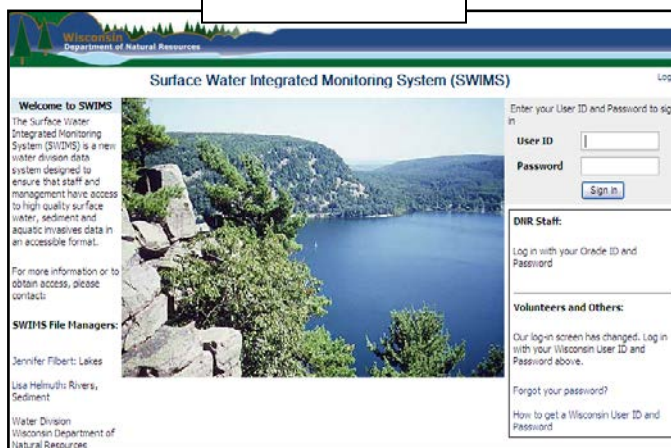 Wisconsin
Department of Natural Resources
Surface Water Integrated Monitoring System (SWIMS)
Log
Welcome to SWIMS
The Surface Water
Integrated Monitoring
System (SWIMS) is a new
water division data
system designed to
ensure that staff and
management have access
to high quality surface
water, sediment and
aquatic invasives data in
an accessible format.
For more information or to
obtain access, please
contact:
SWIMS File Managers:
Jennifer Filbert: Lakes
Lisa Helmuth: Rivers,
Sediment
Water Division
Wisconsin Department of
Natural Resources
Enter your User ID and Password to sig
in
User ID
Password
Sign in
DNR Staff:
Log in with your Oracle ID and
Password
Volunteers and Others:
Our log-in screen has changed. Log in
with your Wisconsin User ID and
Password above.
Forgot your password?
How to get a Wisconsin User ID and
Password